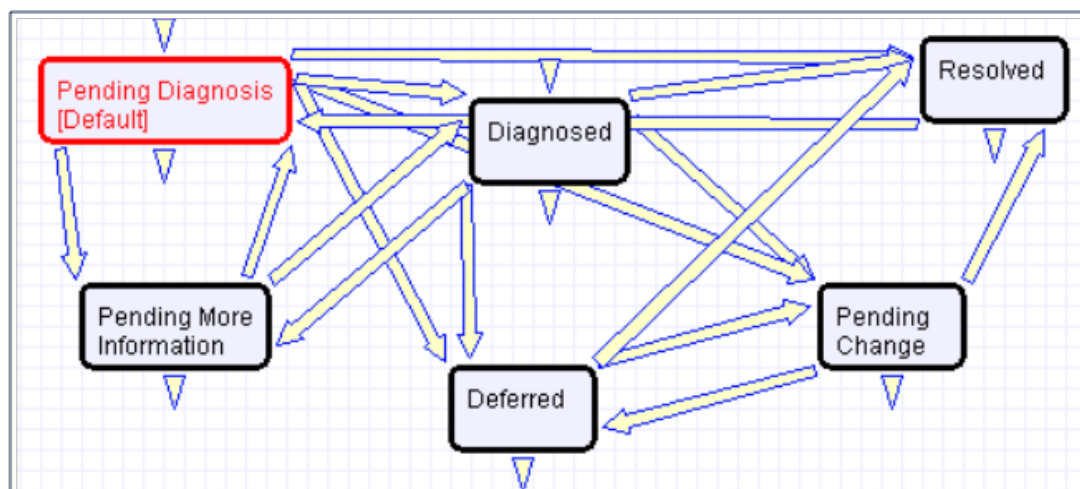 Pending Diagnosis
[Default]
Resolved
Diagnosed
Pending More
Information
Pending
Change
Deferred